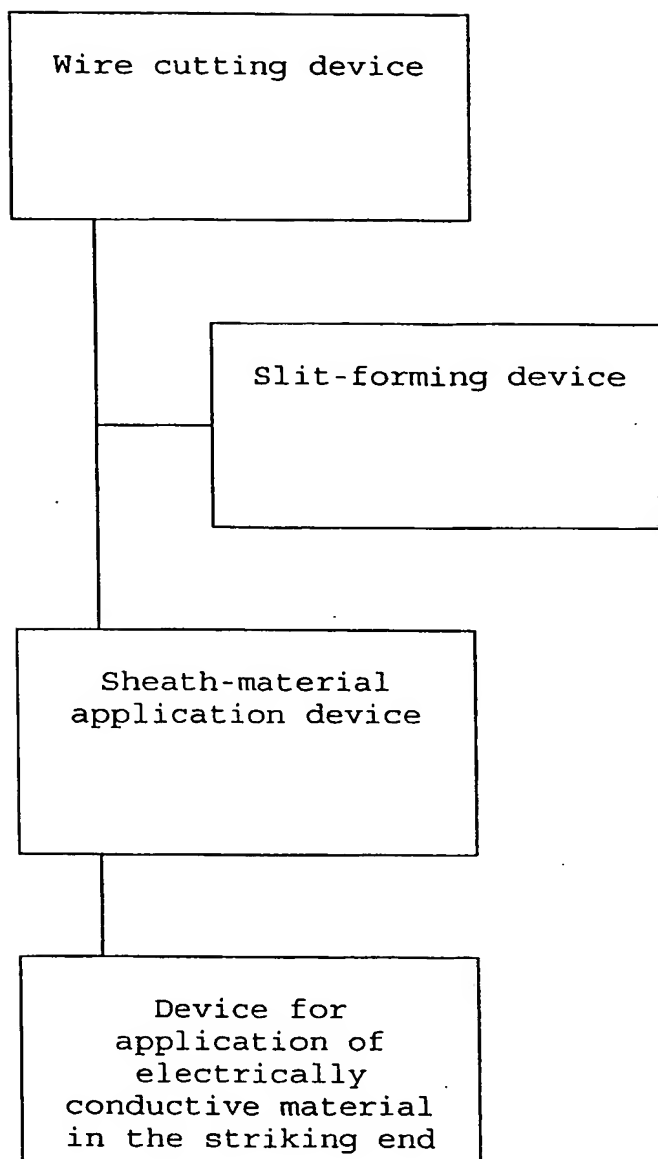 Wire cutting device
Slit-forming device
Sheath-material
application device
Device for
application of
electrically
conductive material
in the striking end